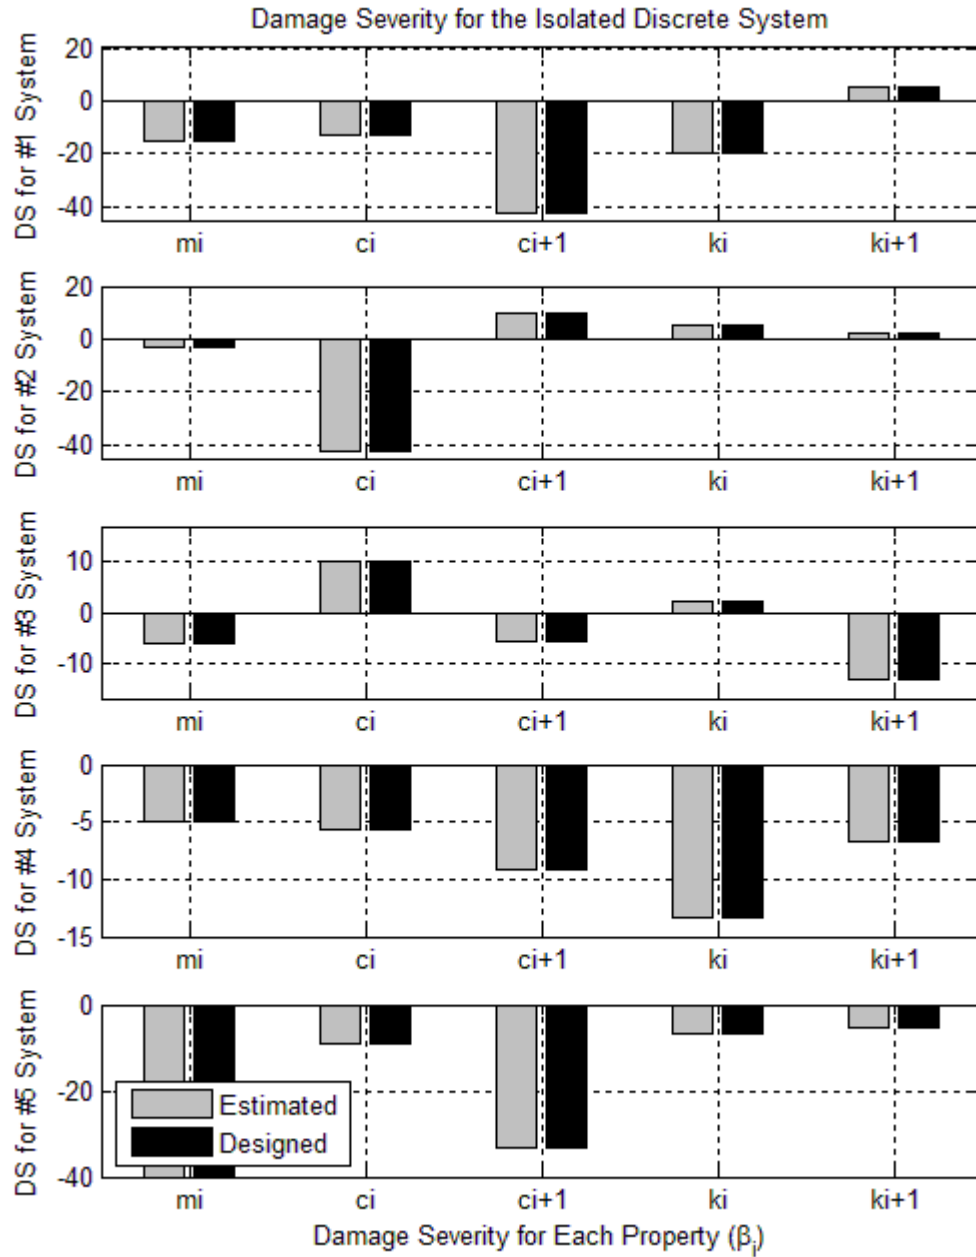 Damage Severity for the Isolated Discrete System
DS for #1 System
20
0
-20
-40
mi ci ci+1 ki ki+1
DS for #2 System
20
0
-20
-40
mi ci ci+1 ki ki+1
DS for #3 System
10
0
-10
mi ci ci+1 ki ki+1
DS for #4 System
0
-5
-10
-15
mi ci ci+1 ki ki+1
DS for #5 System
0
-20
-40
Estimated
Designed
mi ci ci+1 ki ki+1
Damage Severity for Each Property (βi)